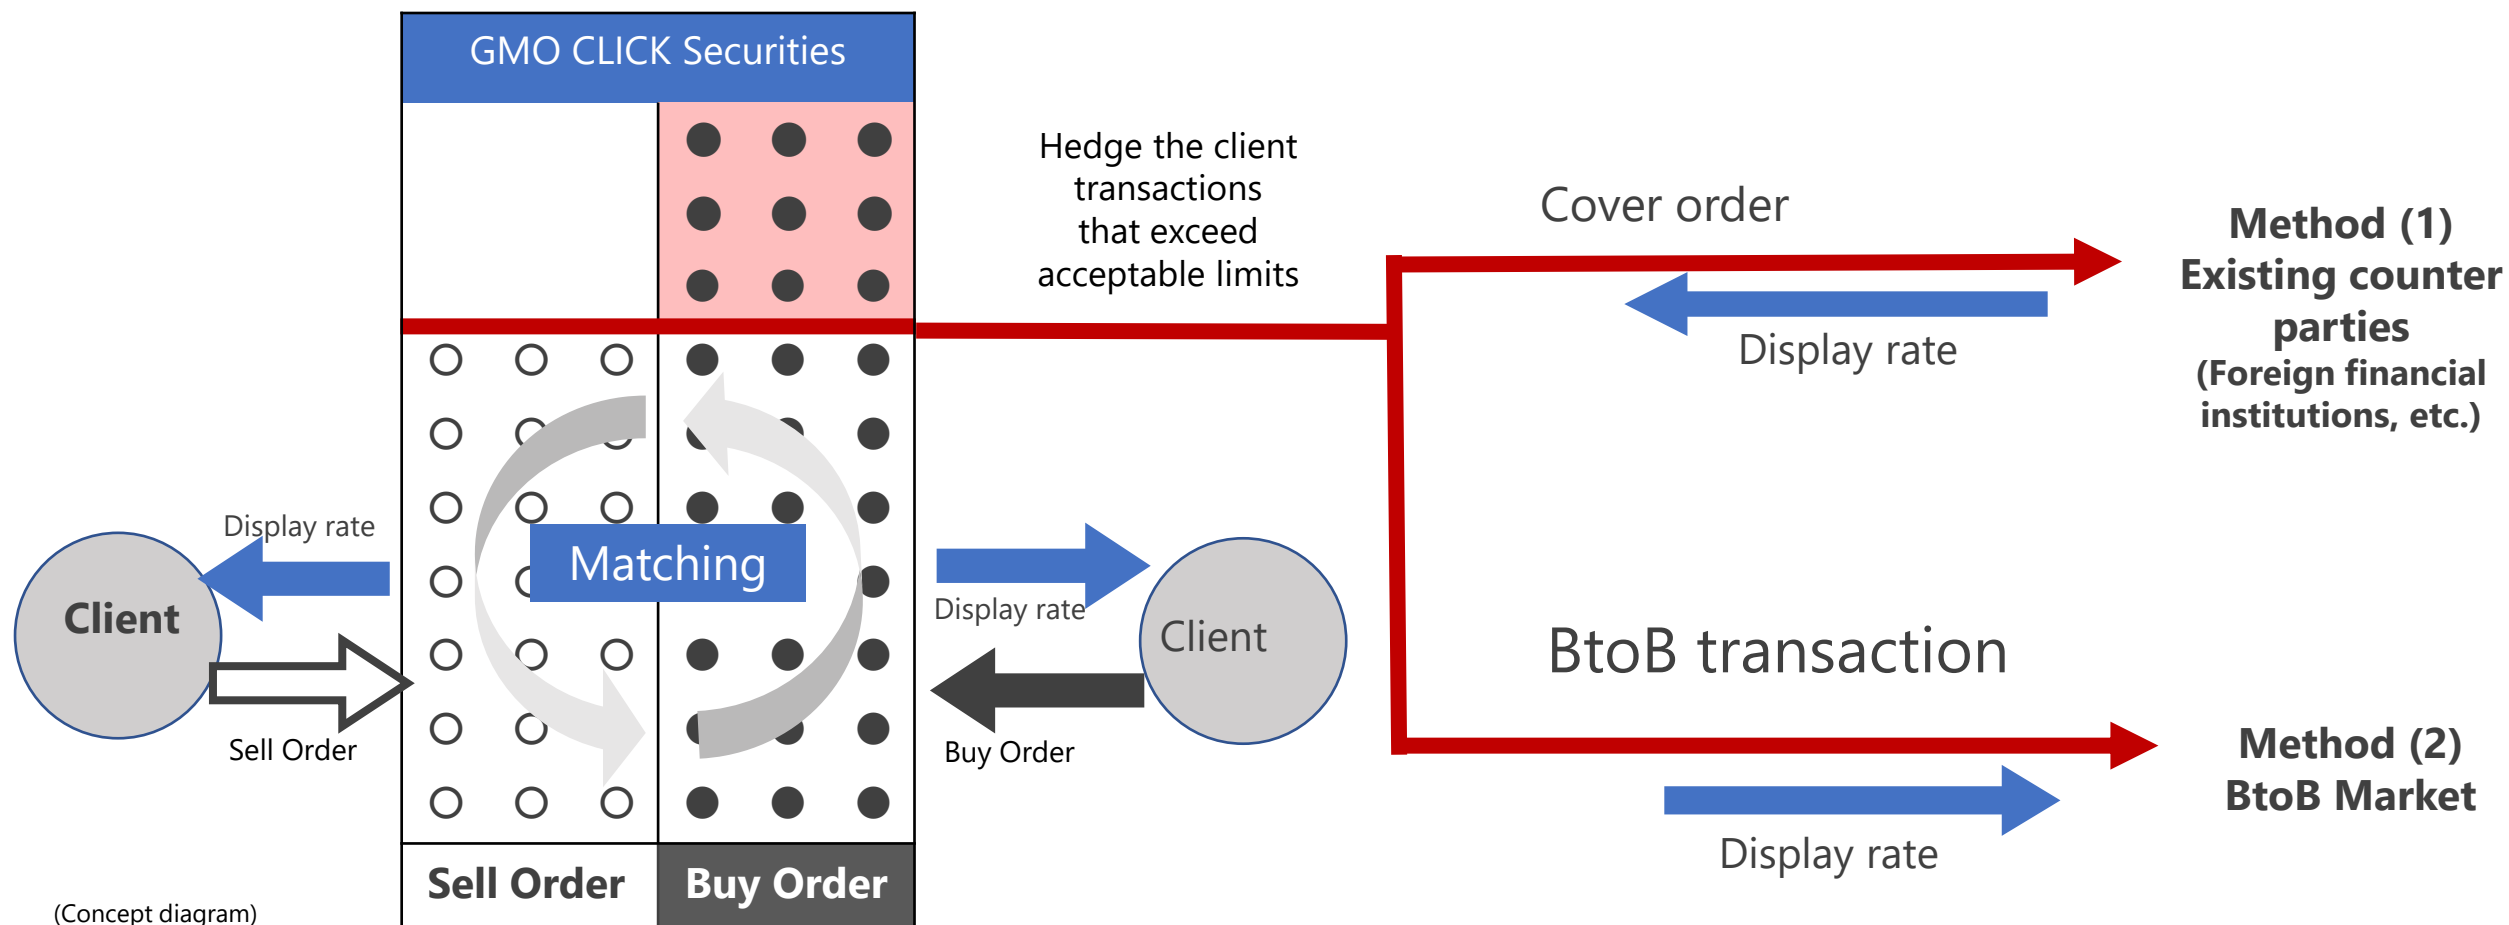 GMO CLICK Securities
Hedge the client
transactions
that exceed
acceptable limits
Cover order
Display rate
Method (1)
Existing counter
parties
(Foreign financial
institutions, etc.)
Display rate
Client
Sell Order
Matching
Display rate
Client
Buy Order
BtoB transaction
Display rate
Method (2)
BtoB Market
Sell Order
Buy Order
(Concept diagram)